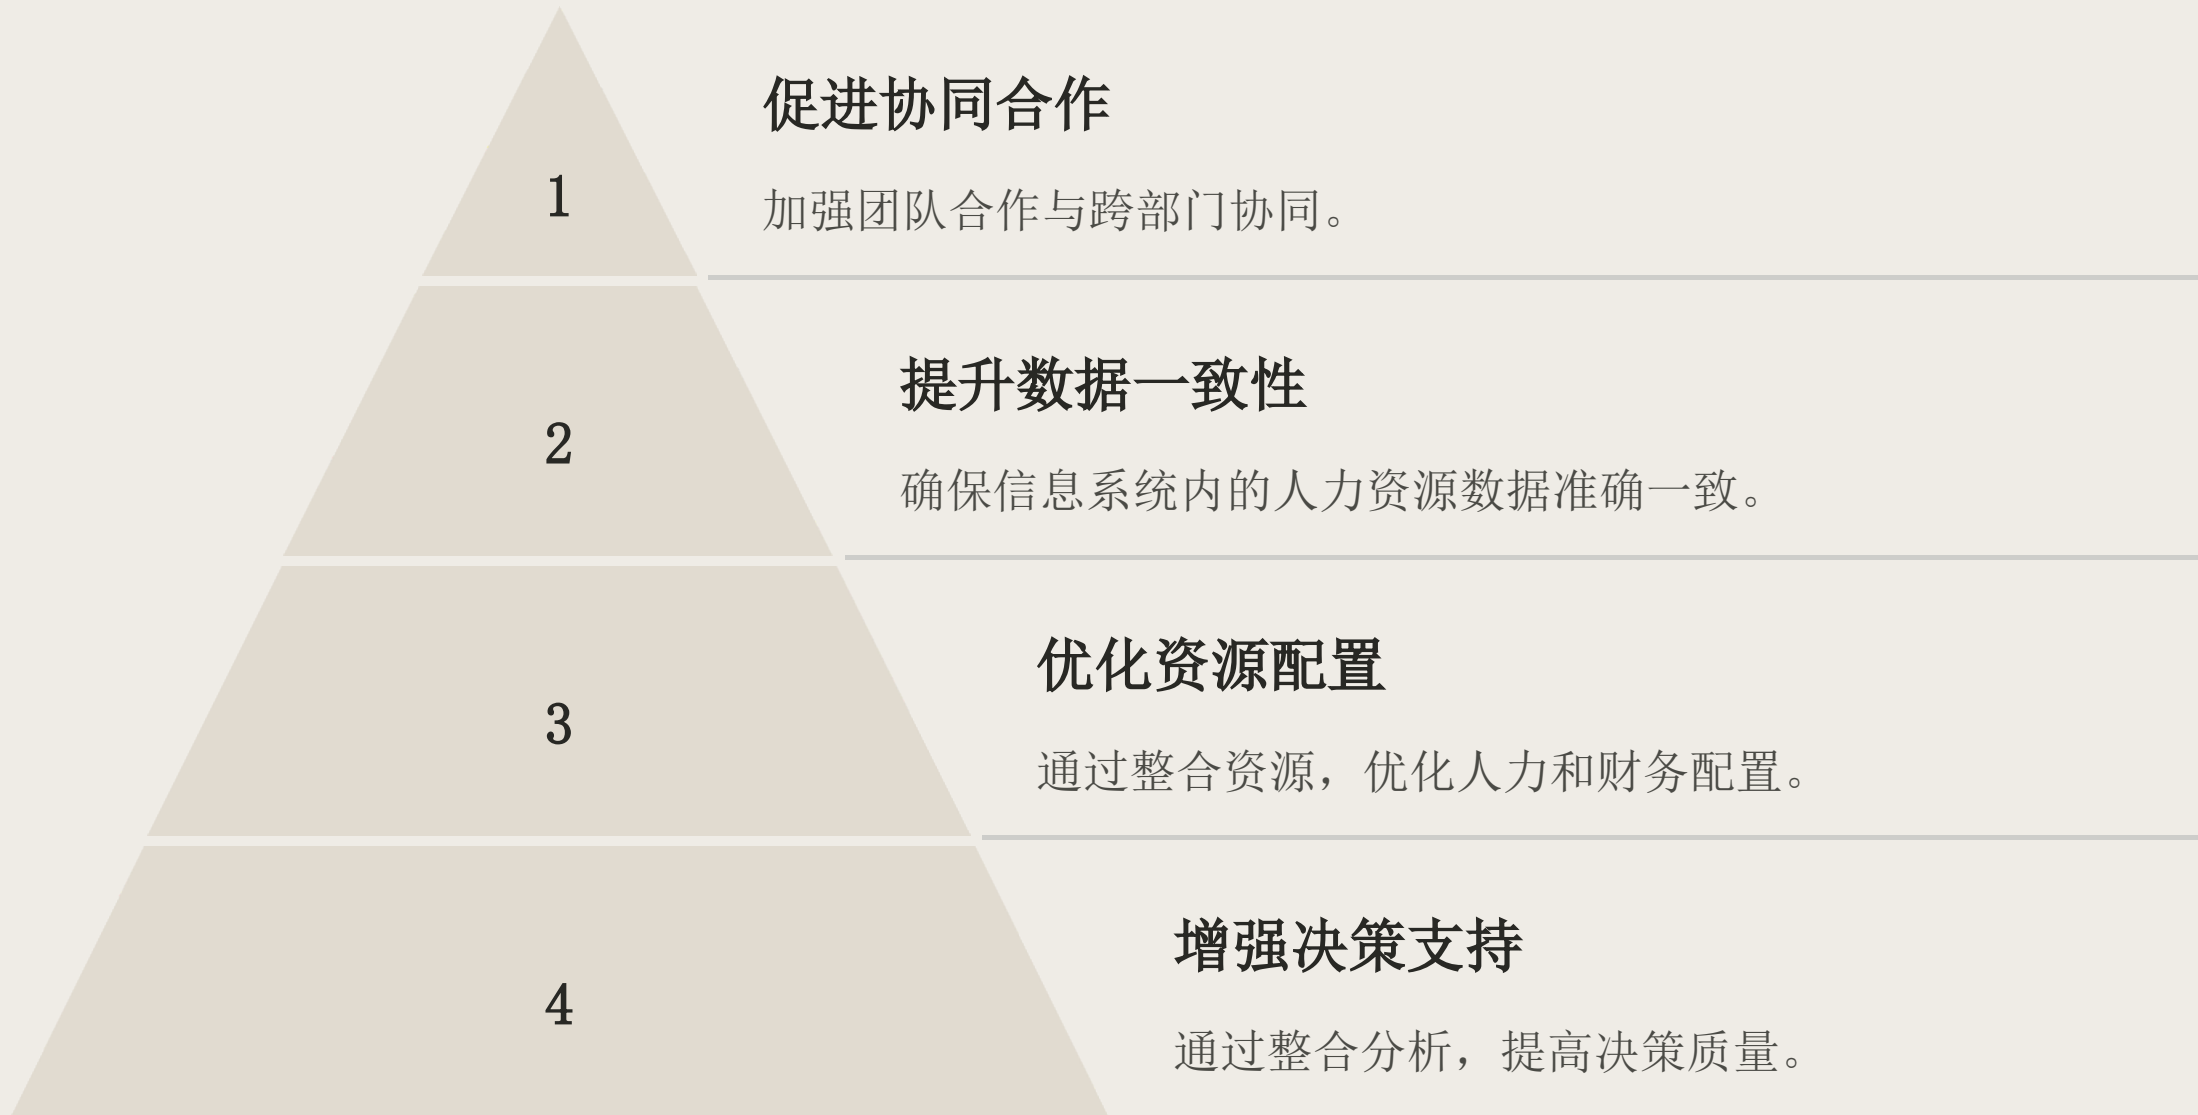 促进协同合作
1
加强团队合作与跨部门协同。
提升数据一致性
2
确保信息系统内的人力资源数据准确一致。
优化资源配置
3
通过整合资源，优化人力和财务配置。
增强决策支持
4
通过整合分析，提高决策质量。